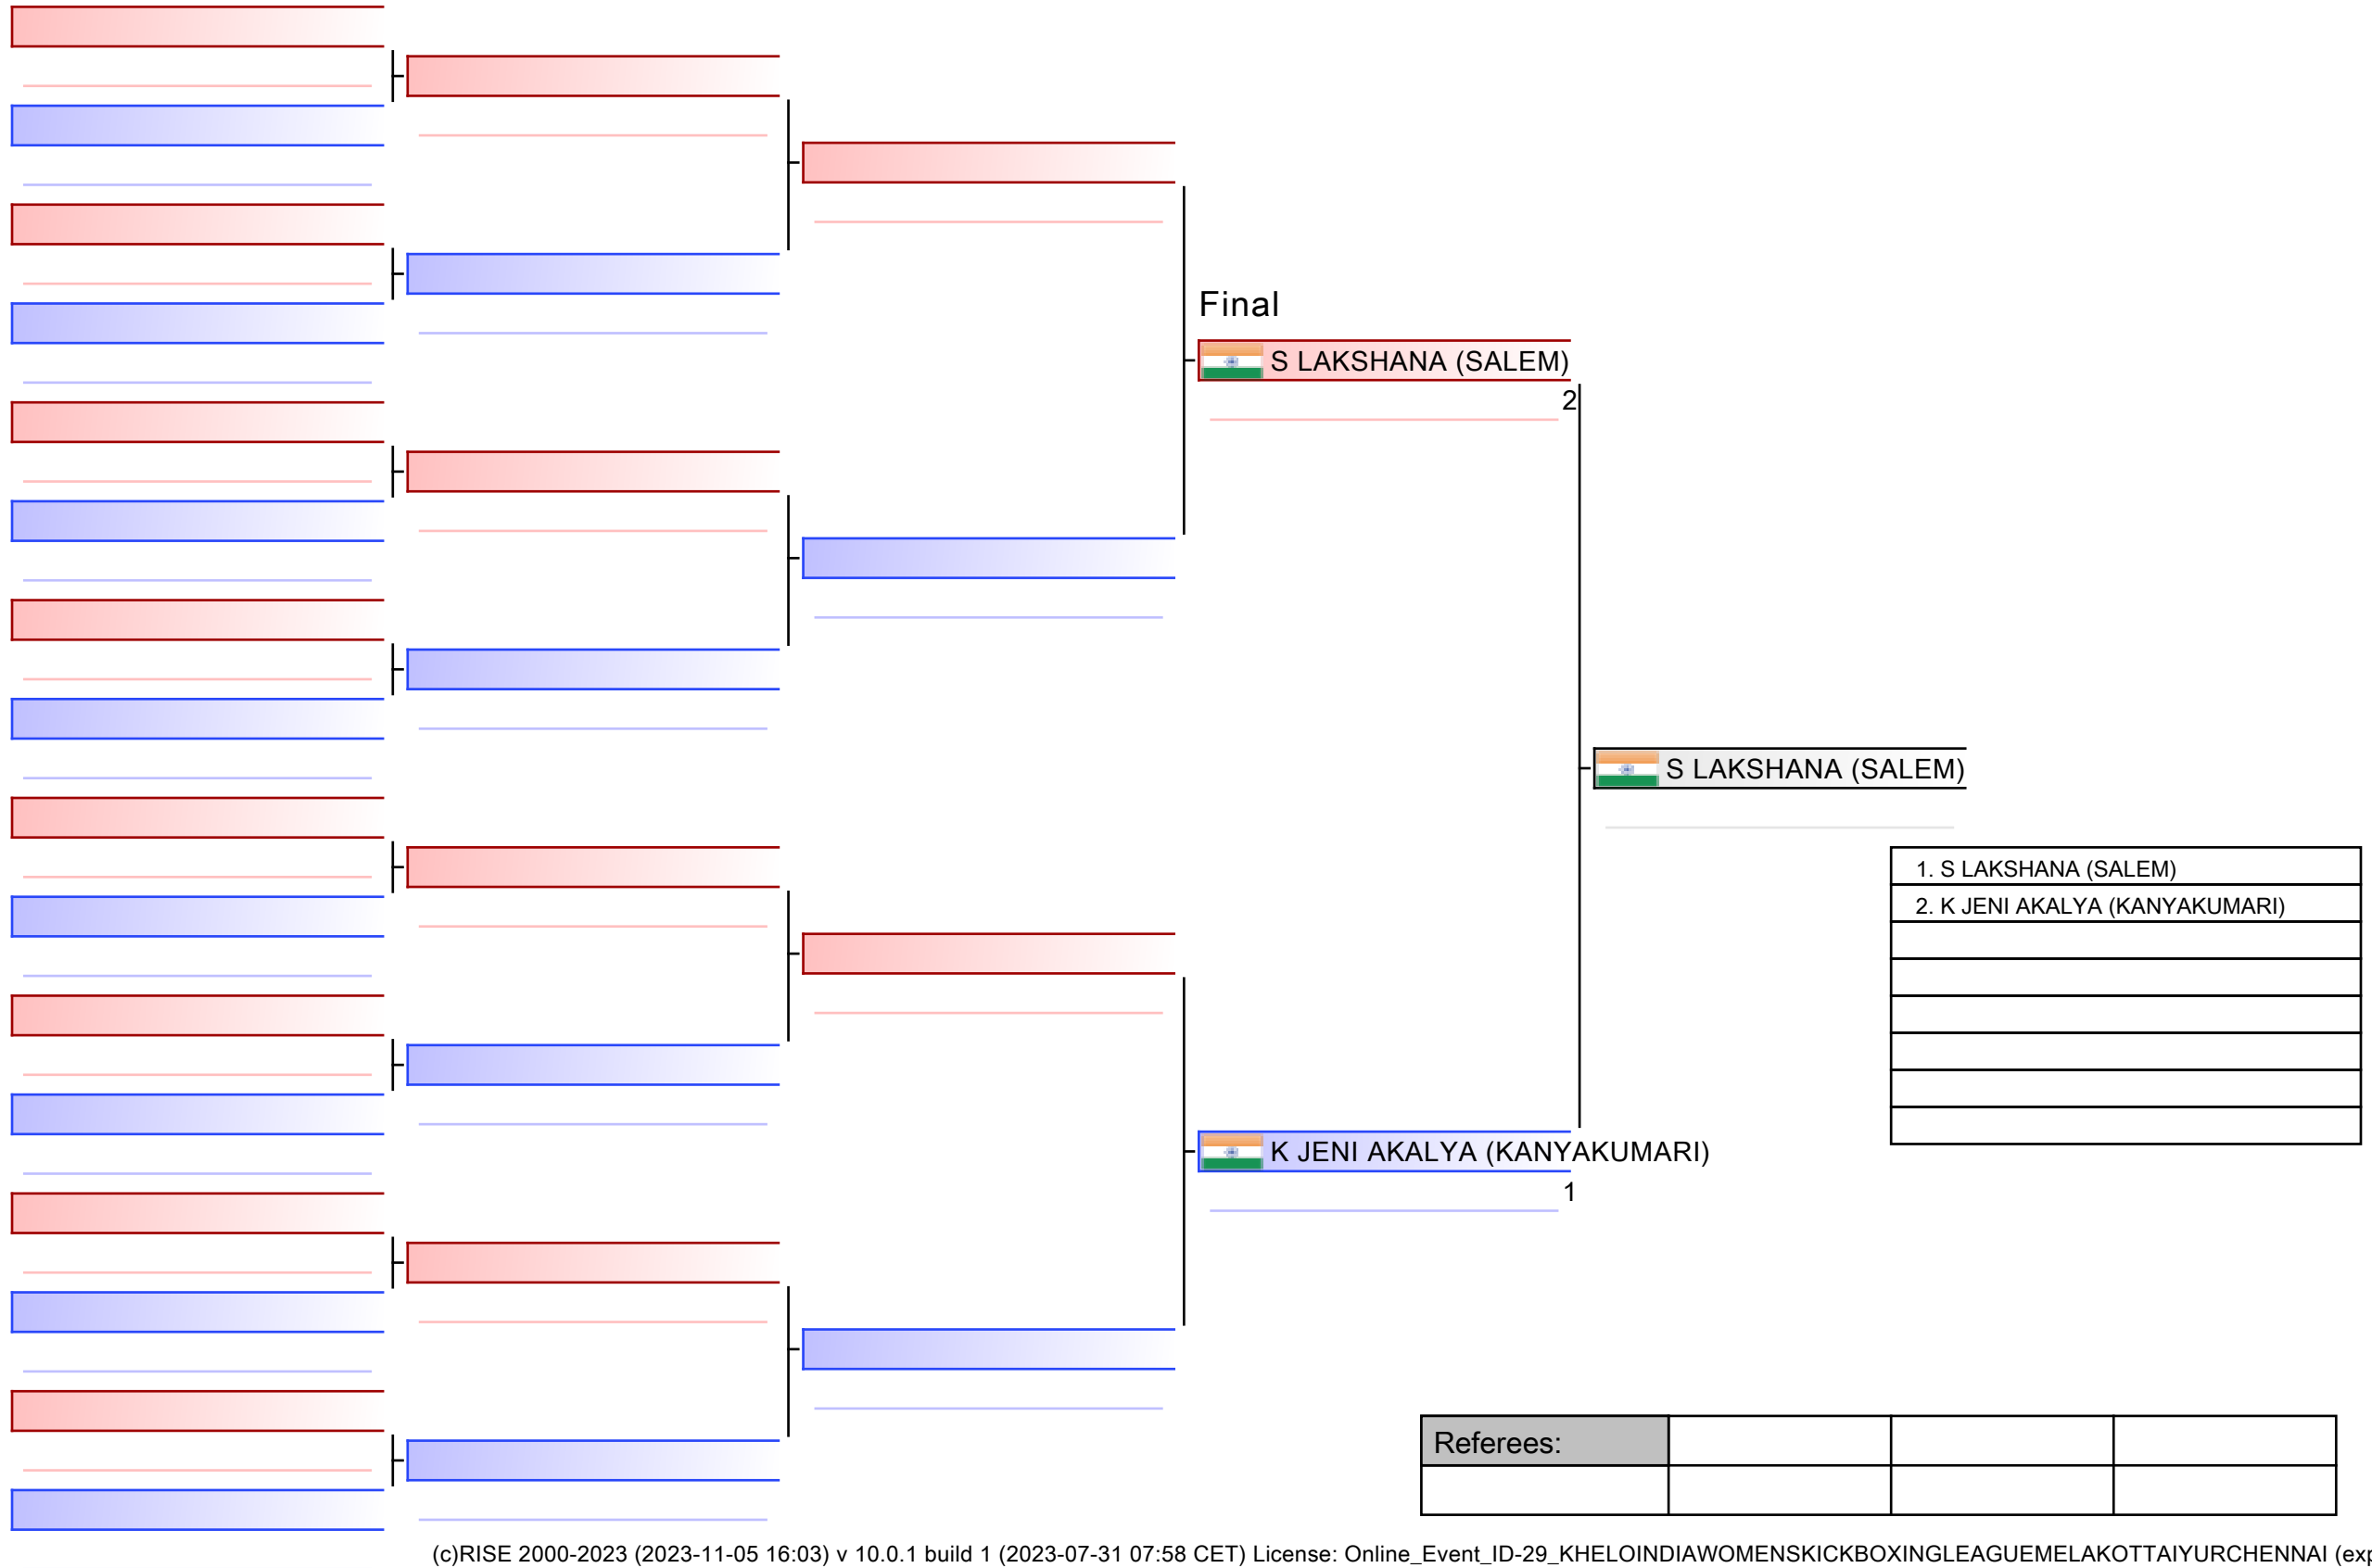 Final
S LAKSHANA (SALEM)
2
S LAKSHANA (SALEM)
1. S LAKSHANA (SALEM)
2. K JENI AKALYA (KANYAKUMARI)
K JENI AKALYA (KANYAKUMARI)
1
Referees:
(c)RISE 2000-2023 (2023-11-05 16:03) v 10.0.1 build 1 (2023-07-31 07:58 CET) License: Online_Event_ID-29_KHELOINDIAWOMENSKICKBOXINGLEAGUEMELAKOTTAIYURCHENNAI (exp